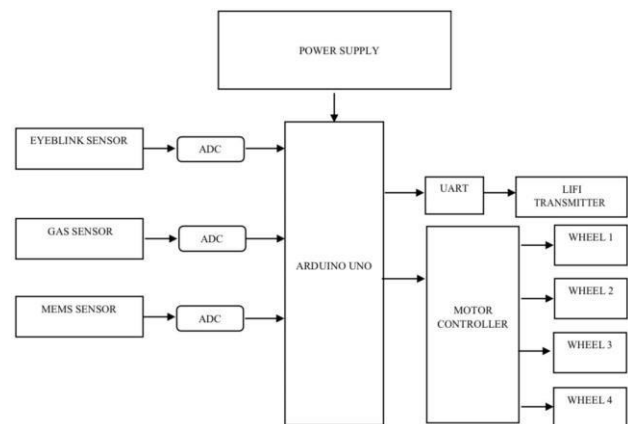 POWER SUPPLY
EYEBLINK SENSOR
ADC
GAS SENSOR
ADC
MEMS SENSOR
ADC
ARDUINO UNO
UART
LIFI
TRANSMITTER
MOTOR
CONTROLLER
WHEEL 1
WHEEL 2
WHEEL 3
WHEEL 4